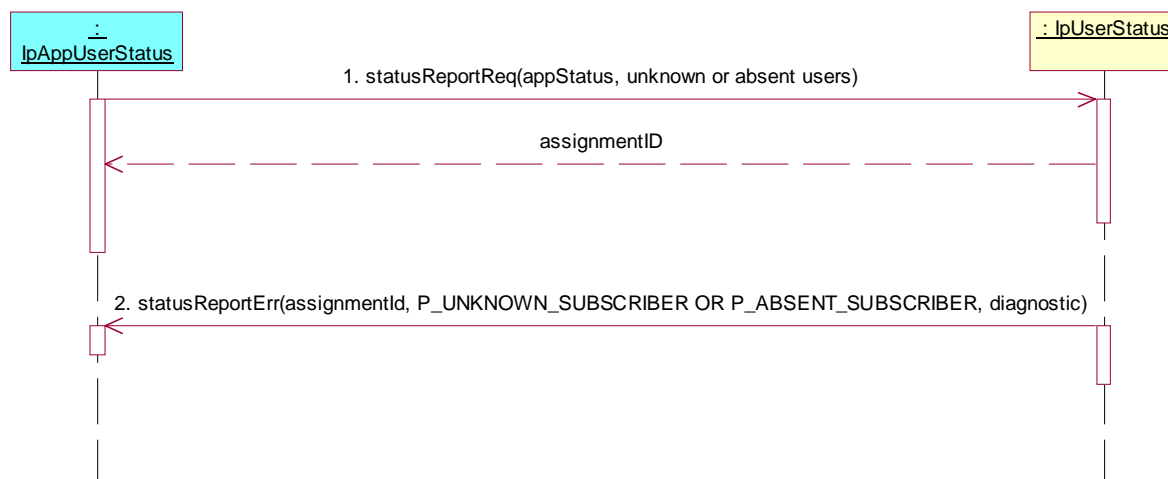 :
IpAppUserStatus
: IpUserStatus
1. statusReportReq(appStatus, unknown or absent users)
assignmentID
2. statusReportErr(assignmentId, P_UNKNOWN_SUBSCRIBER OR P_ABSENT_SUBSCRIBER, diagnostic)